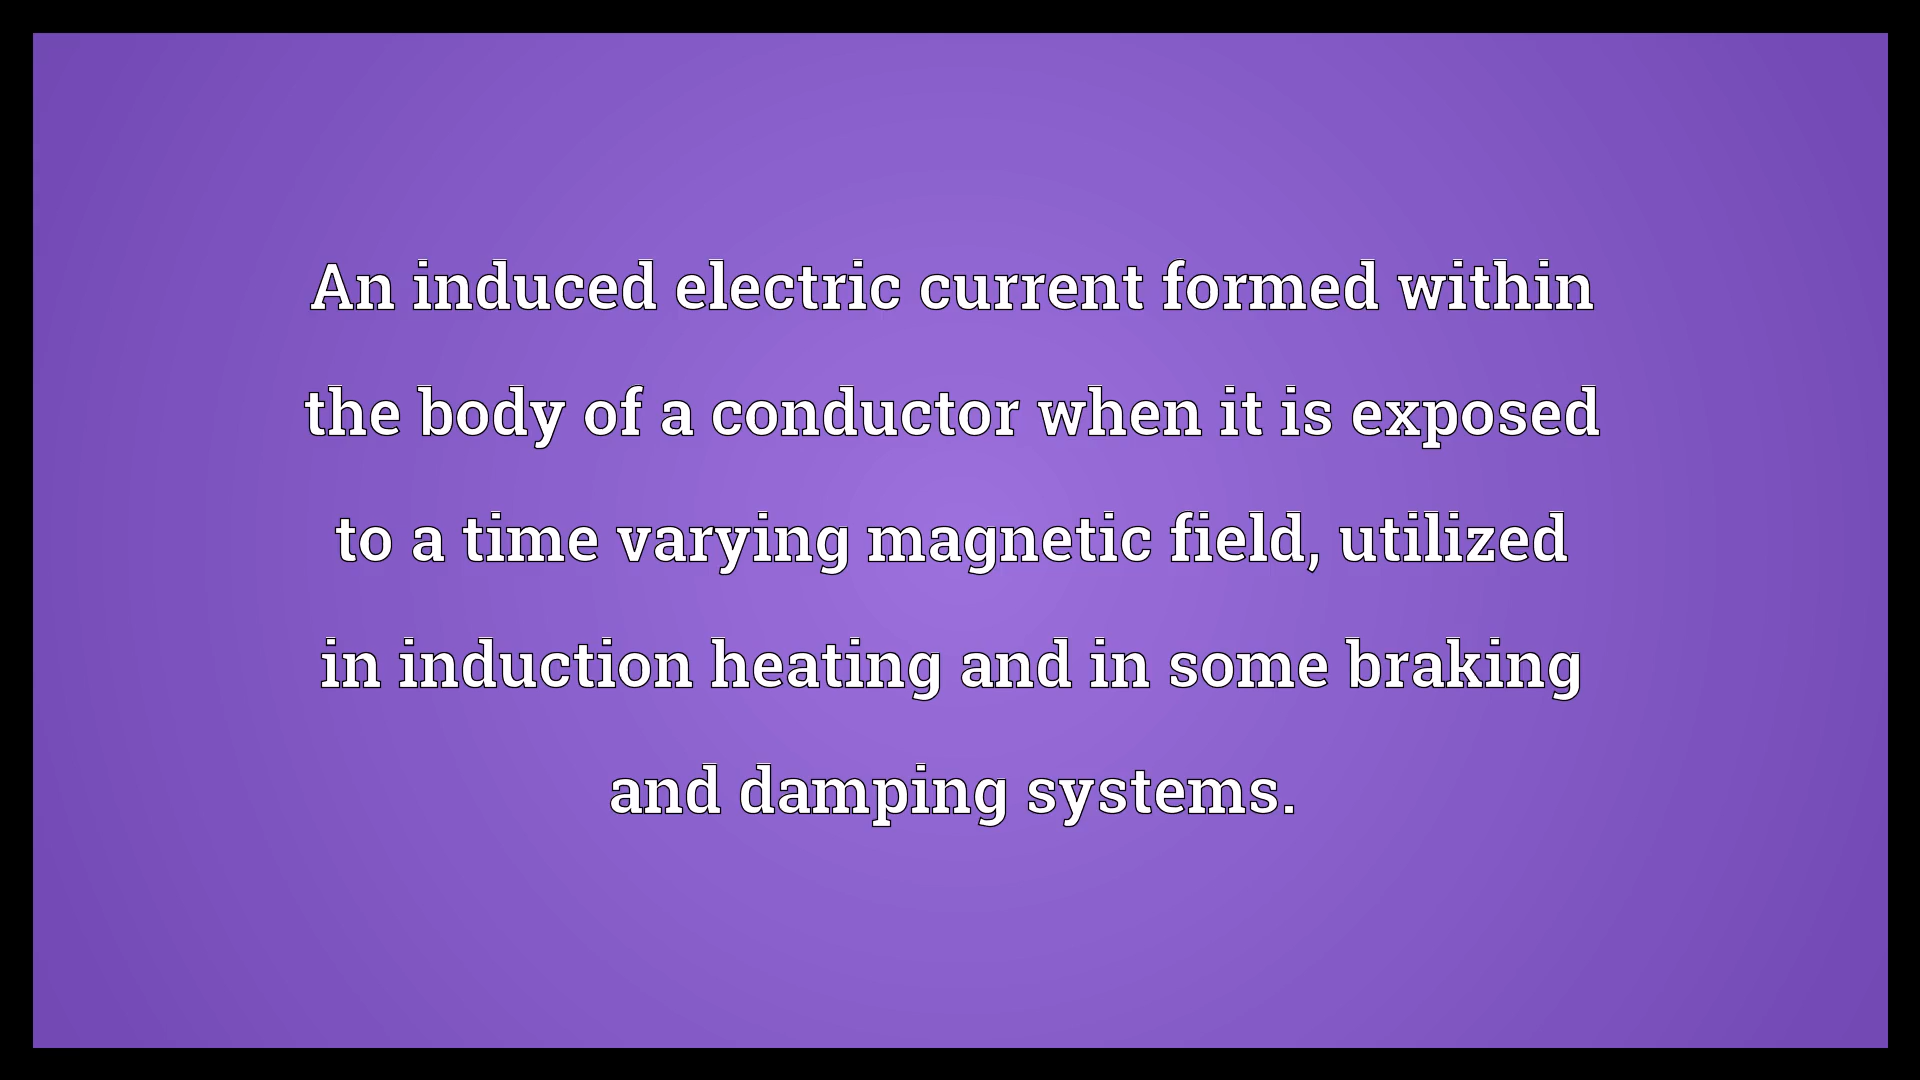 An induced electric current formed within
the body of a conductor when it is exposed
to a time varying magnetic field, utilized
in induction heating and in some braking
and damping systems.